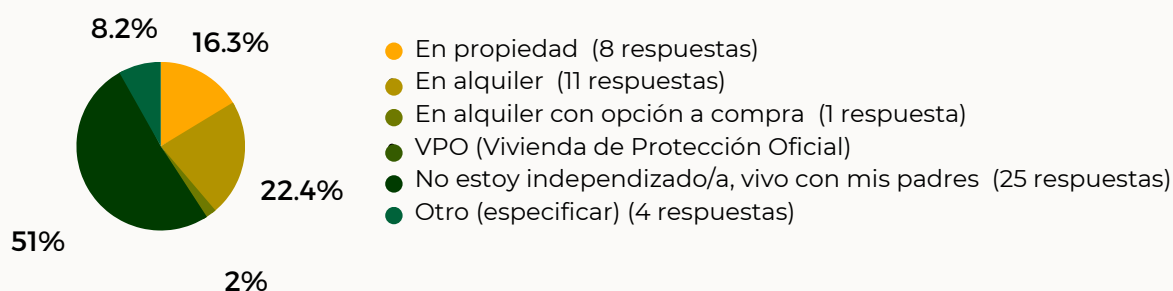 8.2%
16.3%
22.4%
51%
2%
En propiedad (8 respuestas)
En alquiler (11 respuestas)
En alquiler con opción a compra (1 respuesta)
VPO (Vivienda de Protección Oficial)
No estoy independizado/a, vivo con mis padres (25 respuestas)
Otro (especificar) (4 respuestas)